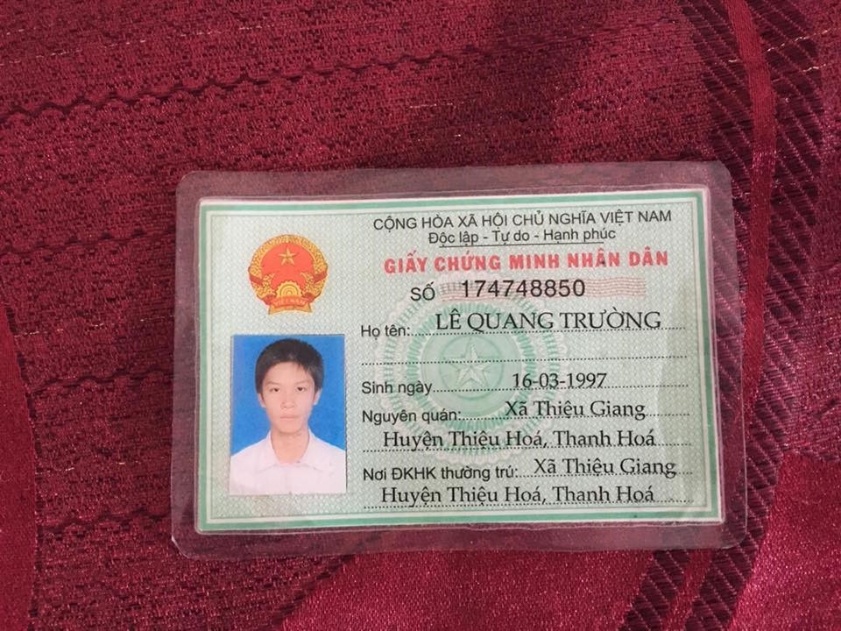 CỘNG HÒA XÃ HỘI CHỦ NGHĨA VIỆT NAM
Độc lập - Tự do - Hạnh phúc
GIẤY CHỨNG MINH NHÂN DÂN
SỐ 174748850
Họ tên: LÊ QUANG TRƯỜNG
Sinh ngày 16-03-1997
Nguyên quán: Xã Thiệu Giang
Huyện Thiệu Hoá, Thanh Hoá
Nơi ĐKHK thường trú: Xã Thiệu Giang
Huyện Thiệu Hoá, Thanh Hoá
VIỆT NAM